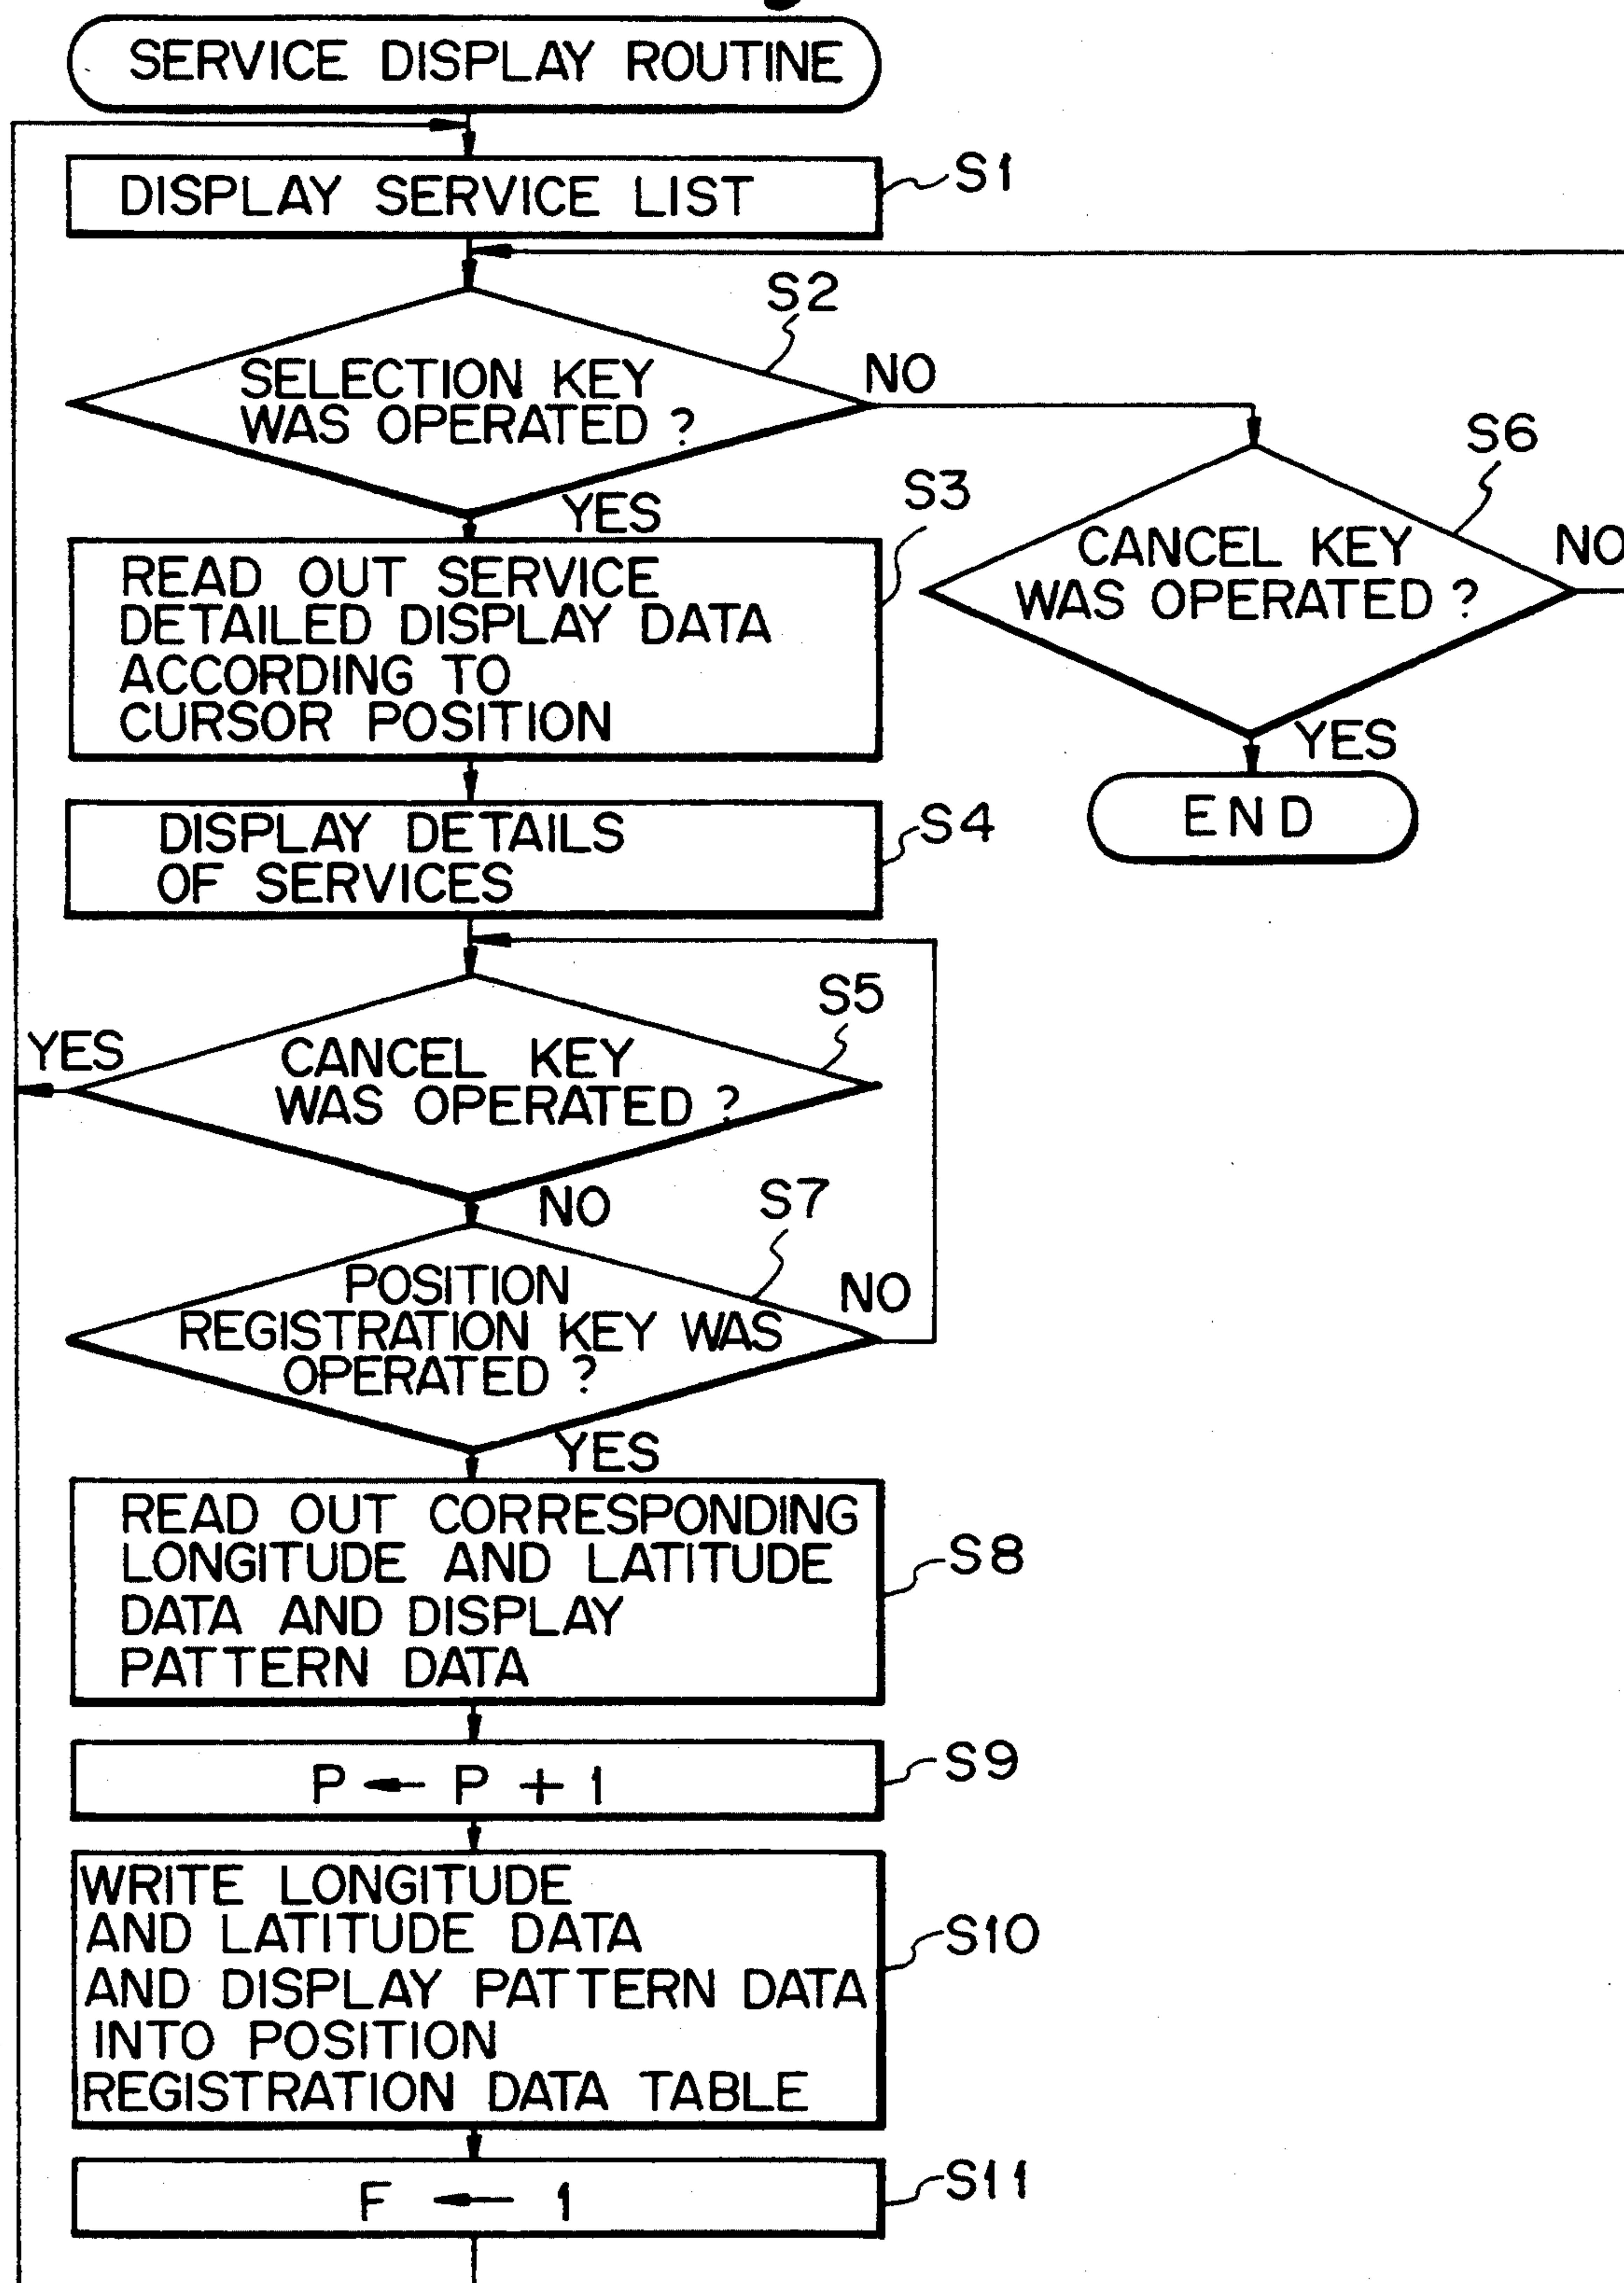 SERVICE DISPLAY ROUTINE
DISPLAY SERVICE LIST
S1
S2
SELECTION KEY
WAS OPERATED ?
NO
YES
S3
READ OUT SERVICE
DETAILED DISPLAY DATA
ACCORDING TO
CURSOR POSITION
S6
CANCEL KEY
WAS OPERATED ?
NO
YES
END
DISPLAY DETAILS
OF SERVICES
S4
S5
YES
CANCEL KEY
WAS OPERATED ?
NO
S7
POSITION
REGISTRATION KEY WAS
OPERATED ?
NO
YES
READ OUT CORRESPONDING
LONGITUDE AND LATITUDE
DATA AND DISPLAY
PATTERN DATA
S8
P ← P + 1
S9
WRITE LONGITUDE
AND LATITUDE DATA
AND DISPLAY PATTERN DATA
INTO POSITION
REGISTRATION DATA TABLE
S10
F ← 1
S11